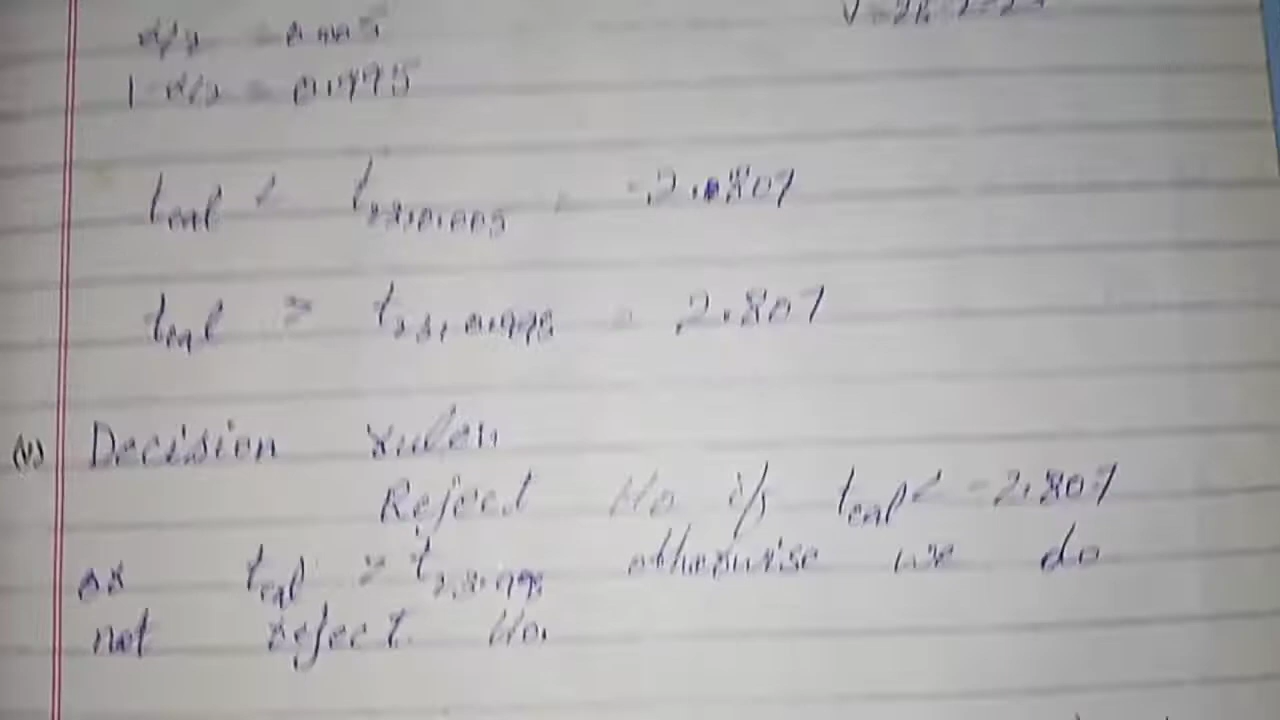 α/2 = 0.005
1-α/2 = 0.995
tcal < t23,0.005 = -2.807
tcal > t23,0.995 = 2.807
(v) Decision rule:
Reject Ho if tcal < -2.807
or tcal > t23,0.995 otherwise we do
not reject Ho.